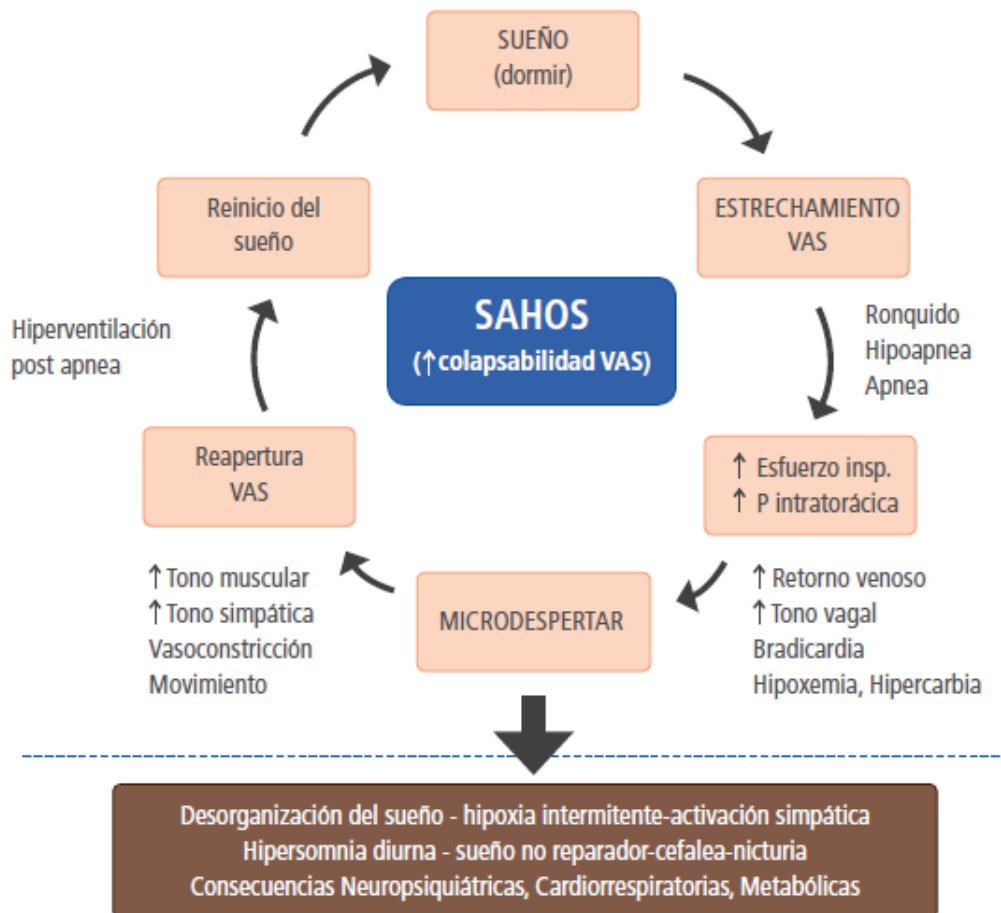 SUEÑO
(dormir)
ESTRECHAMIENTO
VAS
Ronquido
Hipoapnea
Apnea
↑ Esfuerzo insp.
↑ P intratorácica
↑ Retorno venoso
↑ Tono vagal
Bradicardia
Hipoxemia, Hipercarbia
MICRODESPERTAR
↑ Tono muscular
↑ Tono simpática
Vasoconstricción
Movimiento
Reapertura
VAS
Hiperventilación
post apnea
Reinicio del
sueño
SAHOS
(↑colapsabilidad VAS)
Desorganización del sueño - hipoxia intermitente-activación simpática
Hipersomnia diurna - sueño no reparador-cefalea-nicturia
Consecuencias Neuropsiquiátricas, Cardiorrespiratorias, Metabólicas